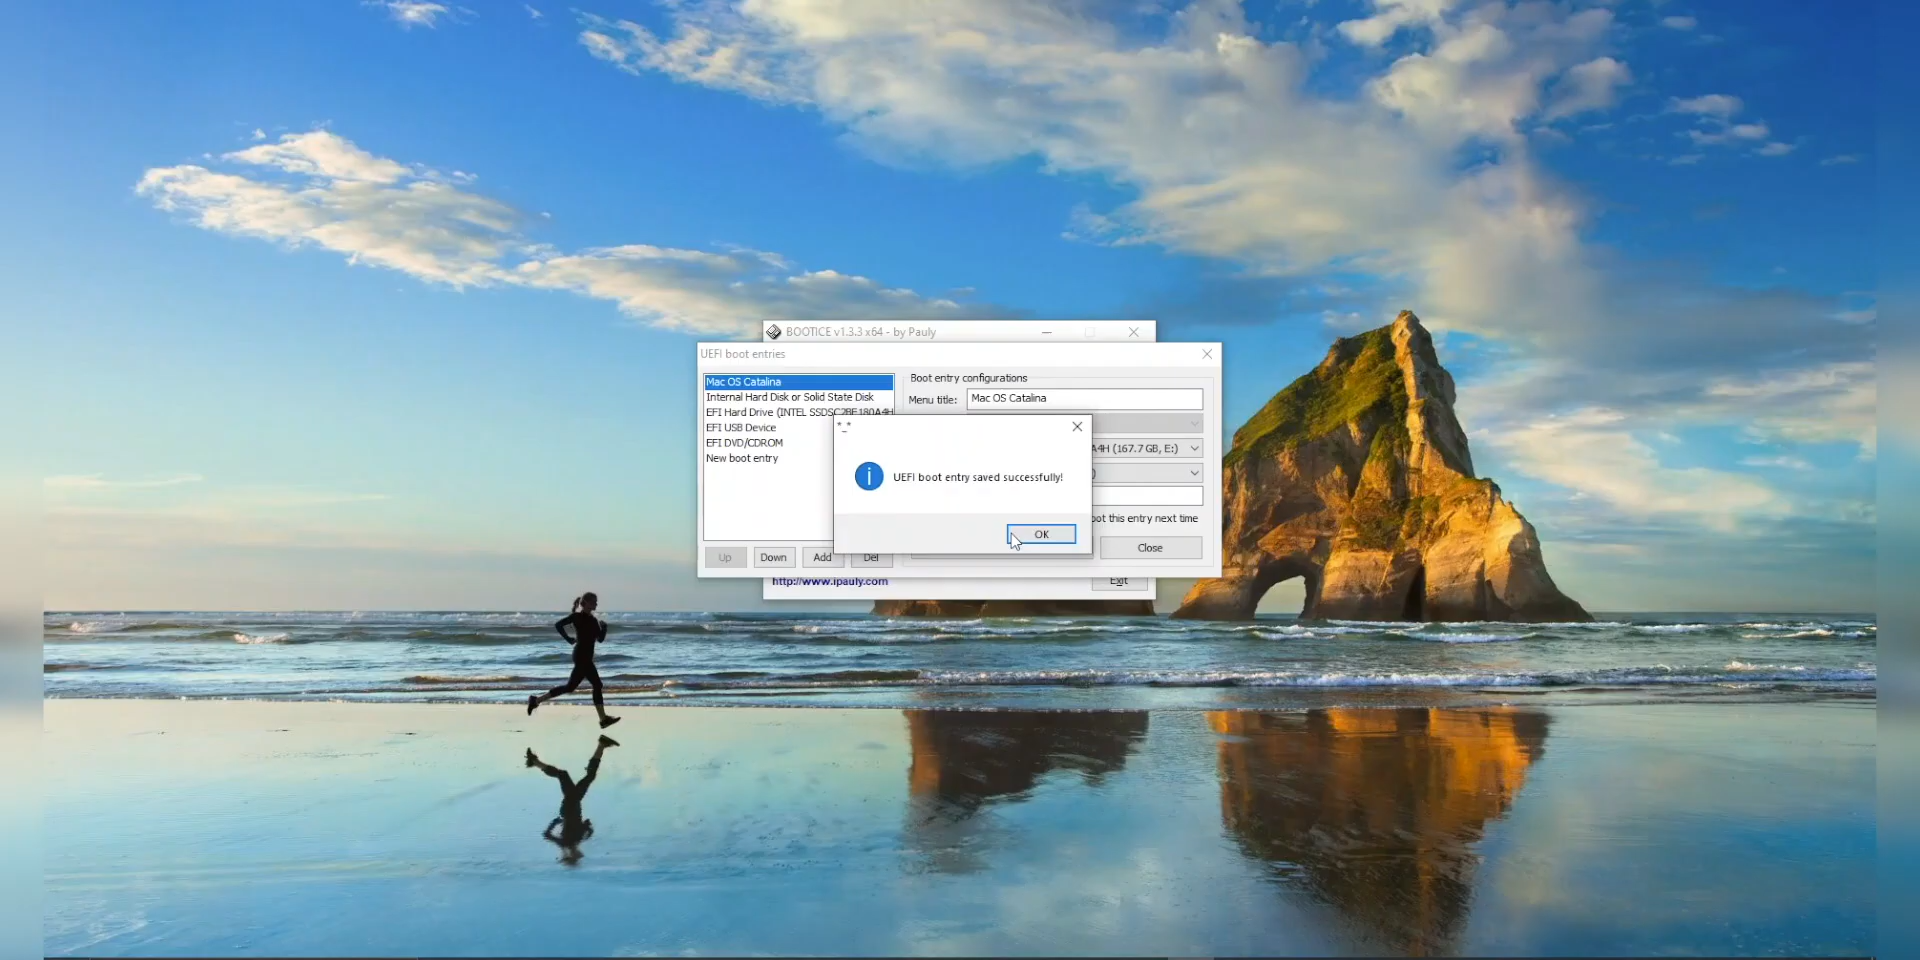 BOOTICE v1.3.3 x64 - by Pauly
UEFI boot entries
Mac OS Catalina
Internal Hard Disk or Solid State Disk
EFI Hard Drive (INTEL SSDSC2BF180A4H
EFI USB Device
EFI DVD/CDROM
New boot entry
Boot entry configurations
Menu title: Mac OS Catalina
A4H (167.7 GB, E:)
*_*
UEFI boot entry saved successfully!
OK
this entry next time
Up Down Add Del
Close
http://www.ipauly.com
Exit